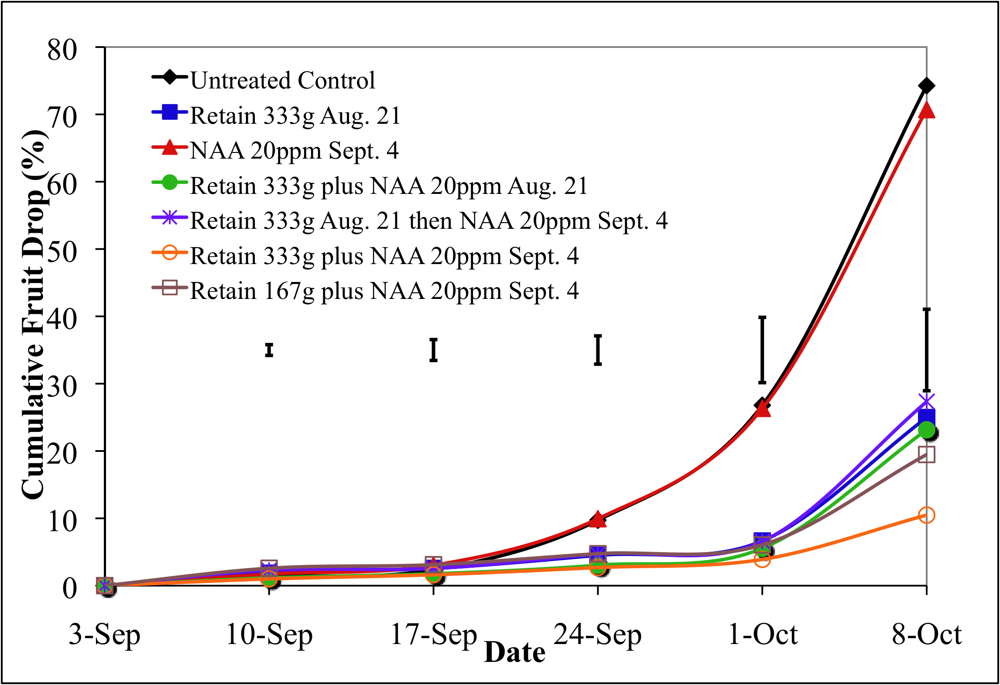 80
70
60
50
40
30
20
10
0
Cumulative Fruit Drop (%)
Untreated Control
Retain 333g Aug. 21
NAA 20ppm Sept. 4
Retain 333g plus NAA 20ppm Aug. 21
Retain 333g Aug. 21 then NAA 20ppm Sept. 4
Retain 333g plus NAA 20ppm Sept. 4
Retain 167g plus NAA 20ppm Sept. 4
3-Sep 10-Sep 17-Sep 24-Sep 1-Oct 8-Oct
Date